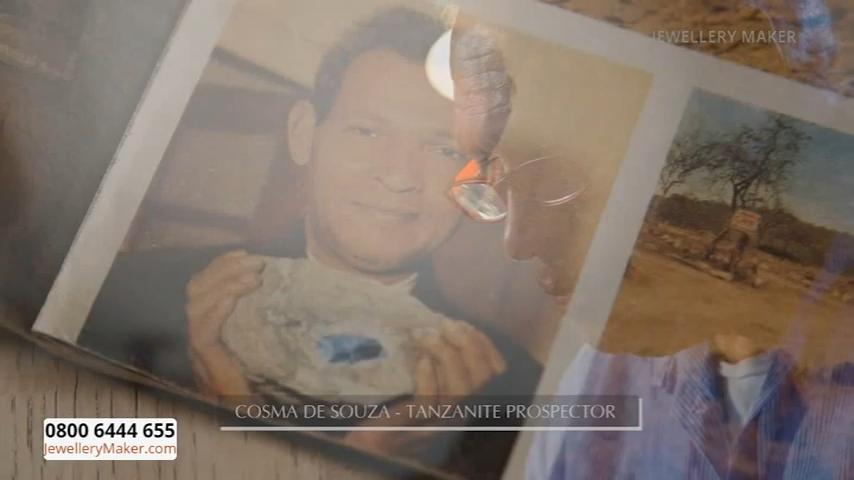 JEWELLERY MAKER
COSMA DE SOUZA - TANZANITE PROSPECTOR
0800 6444 655
JewelleryMaker.com